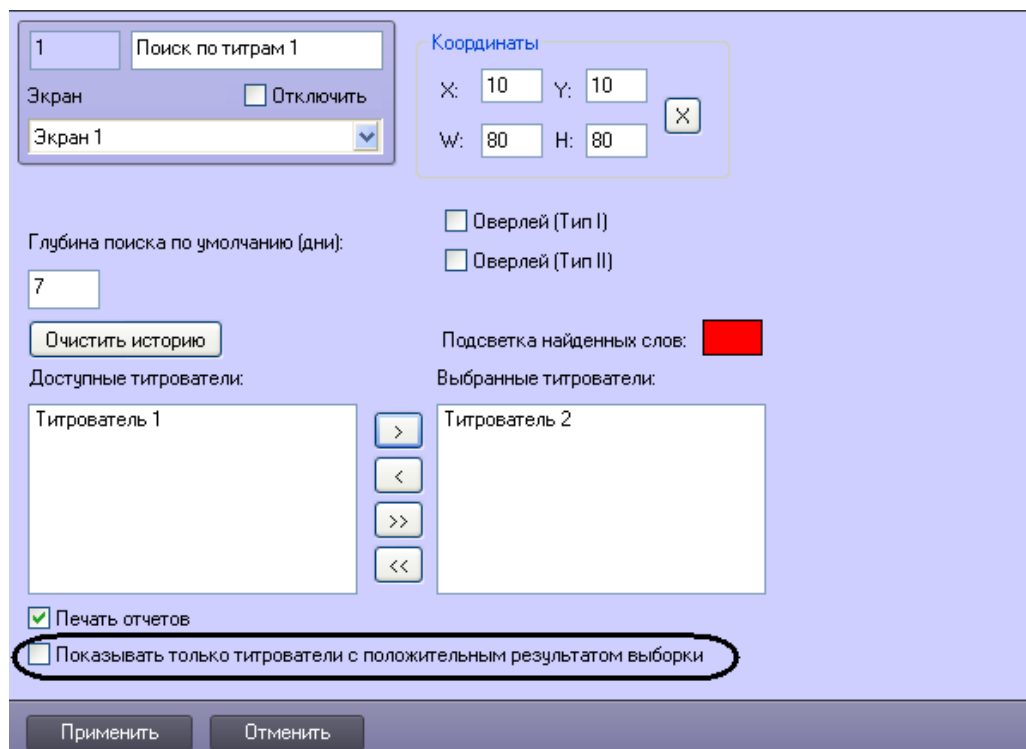 1
Поиск по титрам 1
Экран
Отключить
Экран 1
Координаты
X: 10 Y: 10
X
W: 80 H: 80
Оверлей (Тип I)
Оверлей (Тип II)
Глубина поиска по умолчанию (дни):
7
Очистить историю
Подсветка найденных слов:
Доступные титрователи:
Выбранные титрователи:
Титрователь 1
Титрователь 2
>
<
>>
<<
Печать отчетов
Показывать только титрователи с положительным результатом выборки
Применить
Отменить